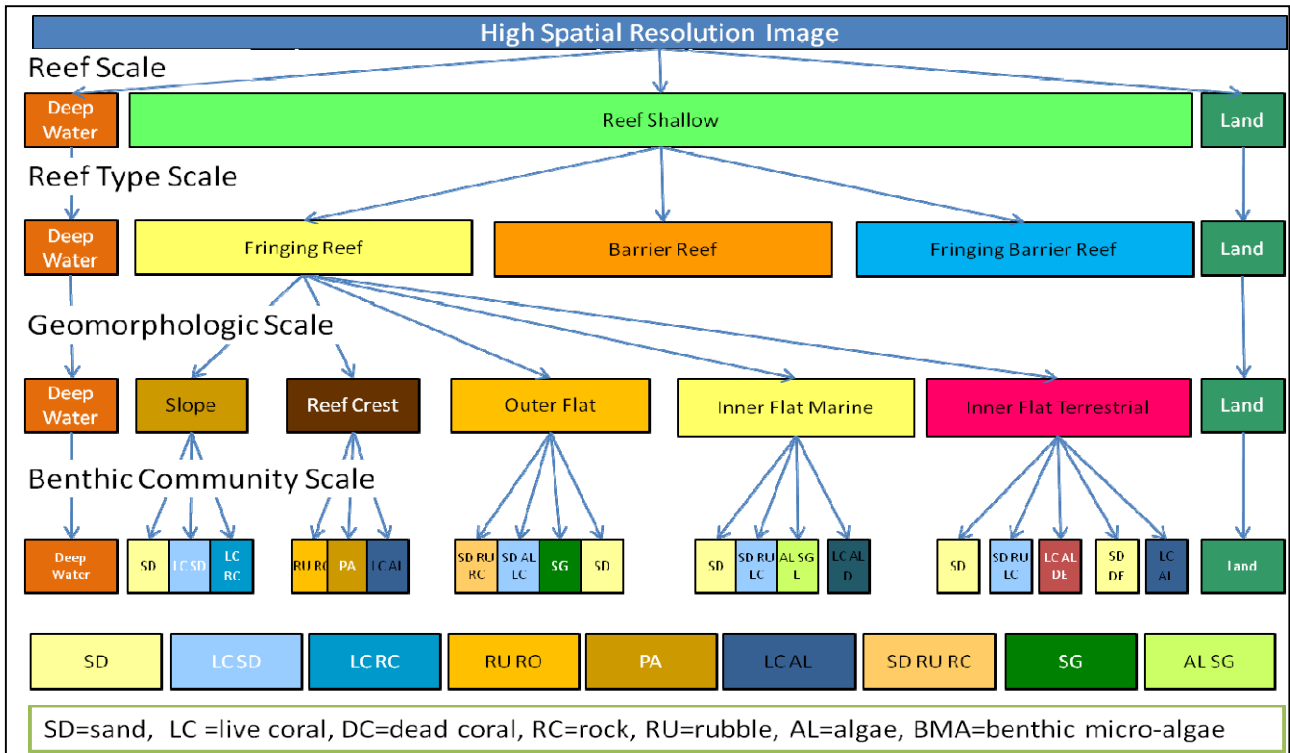 High Spatial Resolution Image
Reef Scale
Deep
Water
Reef Shallow
Land
Reef Type Scale
Deep
Water
Fringing Reef
Barrier Reef
Fringing Barrier Reef
Land
Geomorphologic Scale
Deep
Water
Slope
Reef Crest
Outer Flat
Inner Flat Marine
Inner Flat Terrestrial
Land
Benthic Community Scale
Deep
Water
SD
LC SD
LC
RC
RU RO
PA
LC AL
SD RU
RC
SD AL
LC
SG
SD
SD
SD RU
LC
AL SG
L
LC AL
D
SD
SD RU
LC
LC AL
DE
SD
DE
LC
AL
Land
SD
LC SD
LC RC
RU RO
PA
LC AL
SD RU RC
SG
AL SG
SD=sand, LC =live coral, DC=dead coral, RC=rock, RU=rubble, AL=algae, BMA=benthic micro-algae